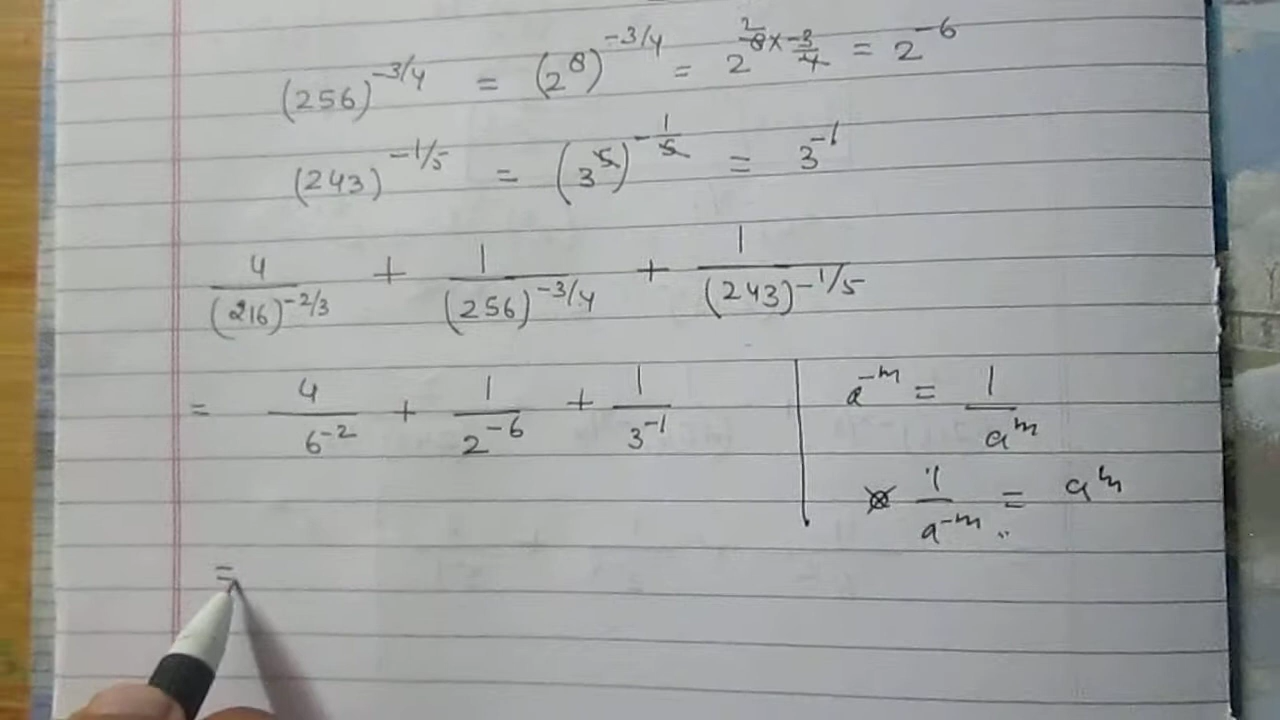 (256)^{-3/4} = (2^8)^{-3/4} = 2^{8 2 × -3/4} = 2^{-6}
(243)^{-1/5} = (3^5)^{-1/5} = 3^{-1}
4/(216)^{-2/3} + 1/(256)^{-3/4} + 1/(243)^{-1/5}
= 4/6^{-2} + 1/2^{-6} + 1/3^{-1}
a^{-m} = 1/a^m
1/a^{-m} = a^m
=